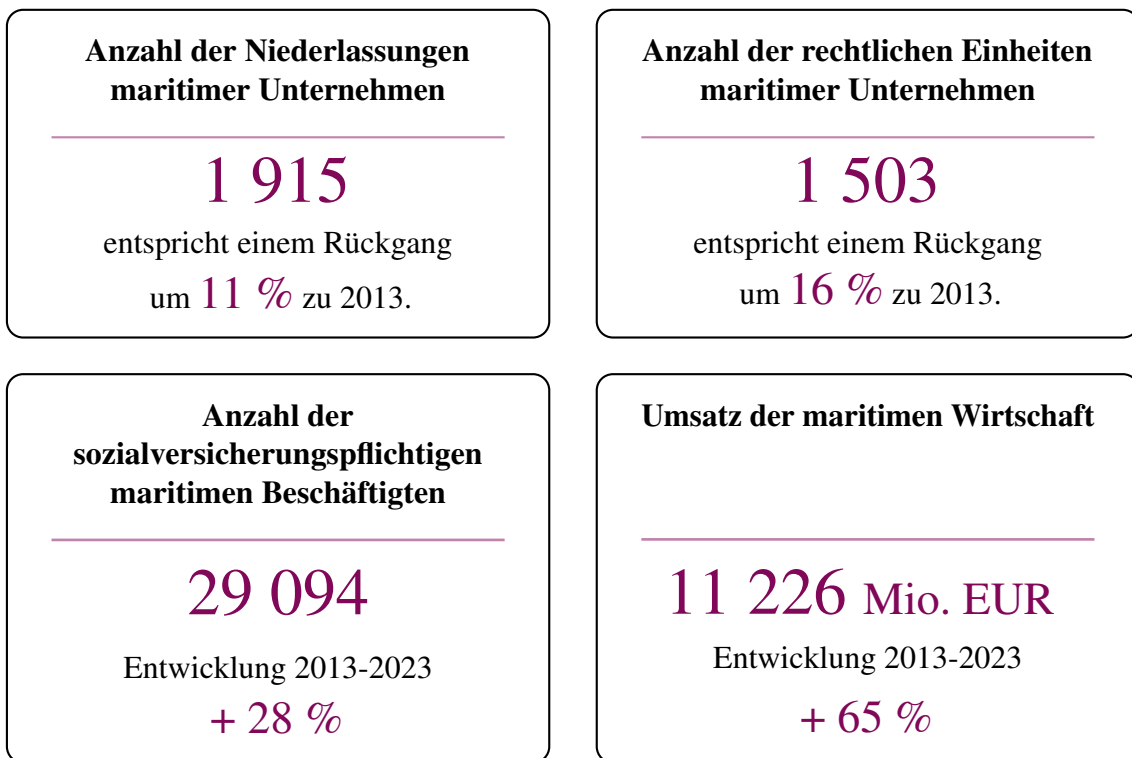 Anzahl der Niederlassungen
maritimer Unternehmen
1 915
entspricht einem Rückgang
um 11 % zu 2013.
Anzahl der rechtlichen Einheiten
maritimer Unternehmen
1 503
entspricht einem Rückgang
um 16 % zu 2013.
Anzahl der
sozialversicherungspflichtigen
maritimen Beschäftigten
29 094
Entwicklung 2013-2023
+ 28 %
Umsatz der maritimen Wirtschaft
11 226 Mio. EUR
Entwicklung 2013-2023
+ 65 %